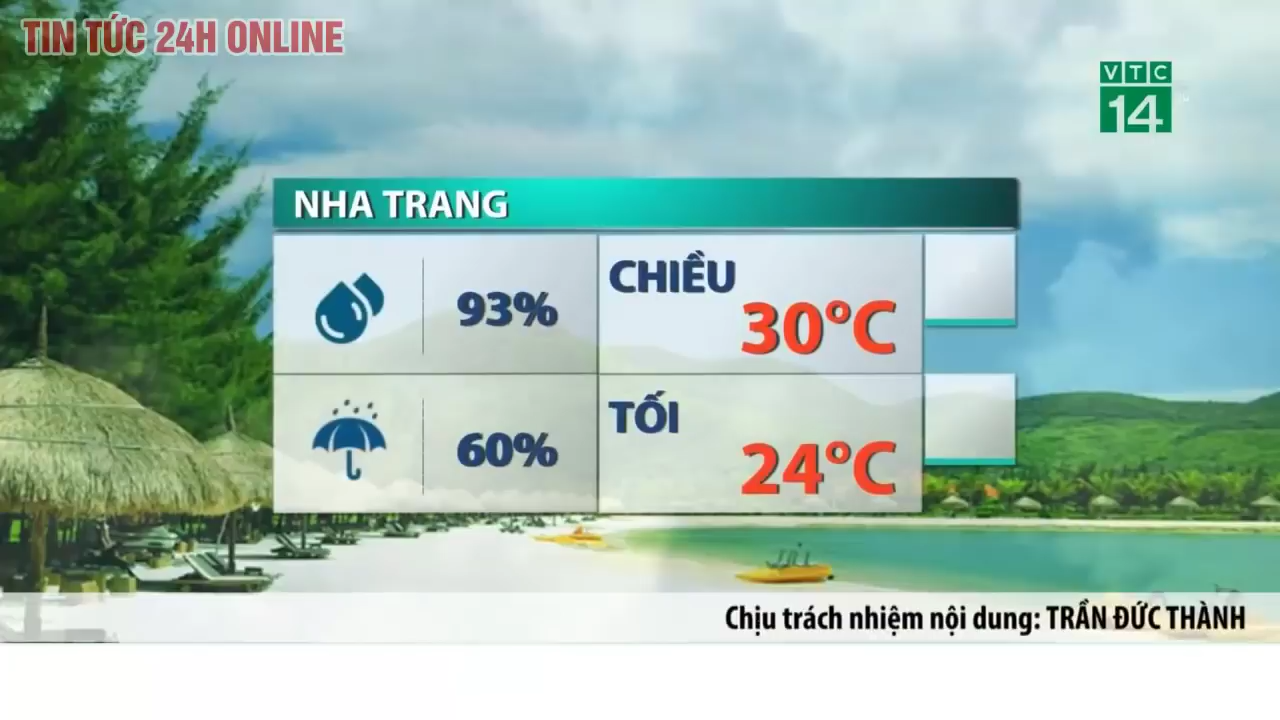 TIN TỨC 24H ONLINE
VTC
14
NHA TRANG
93%
CHIỀU
30°C
60%
TỐI
24°C
Chịu trách nhiệm nội dung: TRẦN ĐỨC THÀNH